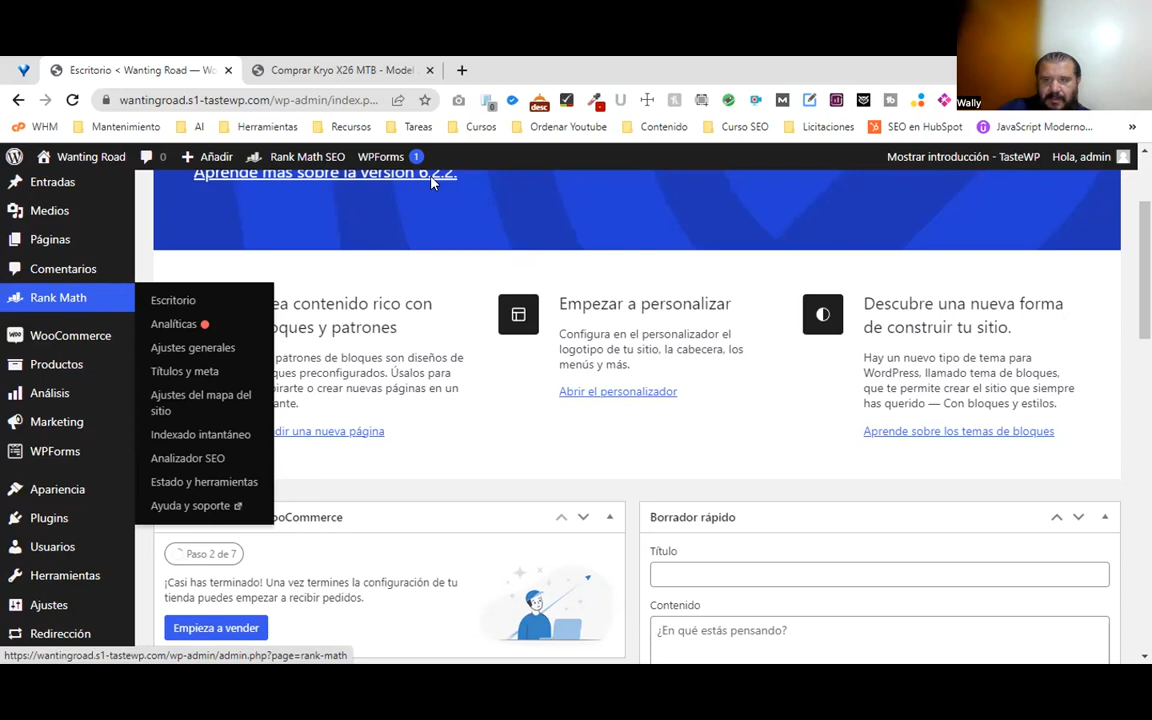 Escritorio < Wanting Road — Wo
Comprar Kryo X26 MTB - Model
Wally
wantingroad.s1-tastewp.com/wp-admin/index.p...
WHM
Mantenimiento
AI
Herramientas
Recursos
Tareas
Cursos
Ordenar Youtube
Contenido
Curso SEO
Licitaciones
SEO en HubSpot
JavaScript Moderno...
Wanting Road
0
Añadir
Rank Math SEO
WPForms 1
Mostrar introducción - TasteWP
Hola, admin
Entradas
Medios
Páginas
Comentarios
Rank Math
WooCommerce
Productos
Análisis
Marketing
WPForms
Apariencia
Plugins
Usuarios
Herramientas
Ajustes
Redirección
Escritorio
Analíticas
Ajustes generales
Títulos y meta
Ajustes del mapa del
sitio
Indexado intantáneo
Analizador SEO
Estado y herramientas
Ayuda y soporte
Aprende más sobre la versión 6.2.2.
ea contenido rico con
oques y patrones
patrones de bloques son diseños de
ques preconfigurados. Úsalos para
pirarte o crear nuevas páginas en un
ante.
dir una nueva página
Empezar a personalizar
Configura en el personalizador el
logotipo de tu sitio, la cabecera, los
menús y más.
Abrir el personalizador
Descubre una nueva forma
de construir tu sitio.
Hay un nuevo tipo de tema para
WordPress, llamado tema de bloques,
que te permite crear el sitio que siempre
has querido — Con bloques y estilos.
Aprende sobre los temas de bloques
ooCommerce
Paso 2 de 7
¡Casi has terminado! Una vez termines la configuración de tu
tienda puedes empezar a recibir pedidos.
Empieza a vender
Borrador rápido
Título
Contenido
¿En qué estás pensando?
https://wantingroad.s1-tastewp.com/wp-admin/admin.php?page=rank-math